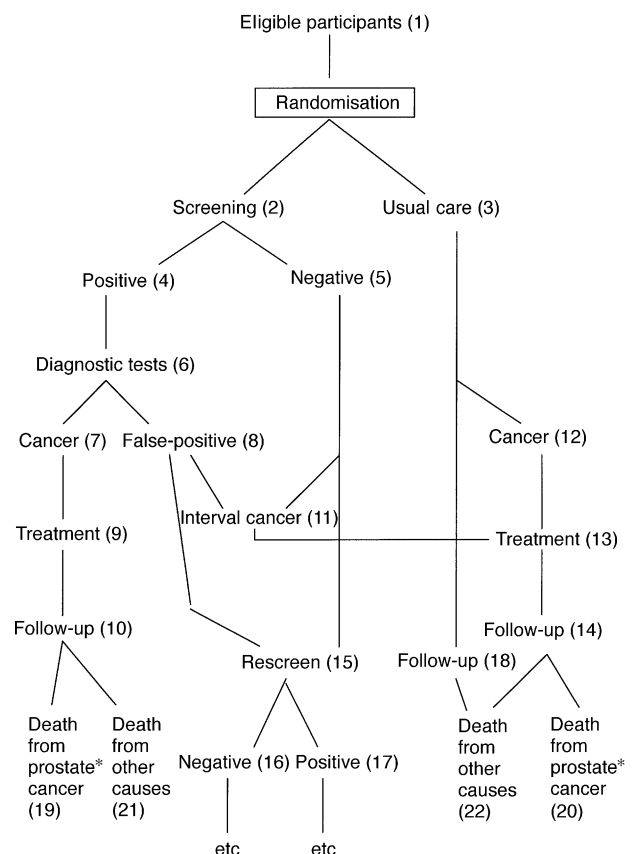 Eligible participants (1)
Randomisation
Screening (2)
Usual care (3)
Positive (4)
Negative (5)
Diagnostic tests (6)
Cancer (7)
False-positive (8)
Cancer (12)
Interval cancer (11)
Treatment (9)
Treatment (13)
Follow-up (10)
Follow-up (14)
Rescreen (15)
Follow-up (18)
Death
from
prostate*
cancer
(19)
Death
from
other
causes
(21)
Negative (16)
Positive (17)
Death
from
other
causes
(22)
Death
from
prostate*
cancer
(20)
etc
etc